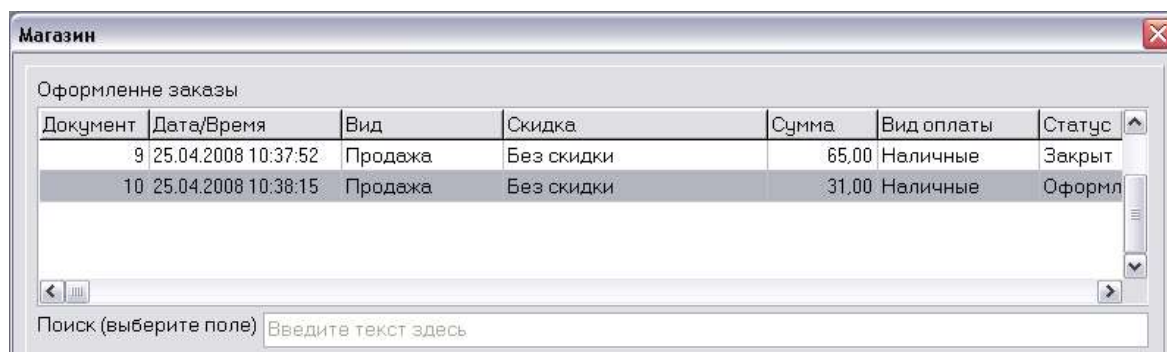 Магазин
Оформленне заказы
Документ Дата/Время Вид Скидка Сумма Вид оплаты Статус
9 25.04.2008 10:37:52 Продажа Без скидки 65,00 Наличные Закрыт
10 25.04.2008 10:38:15 Продажа Без скидки 31,00 Наличные Оформл
Поиск (выберите поле) Введите текст здесь